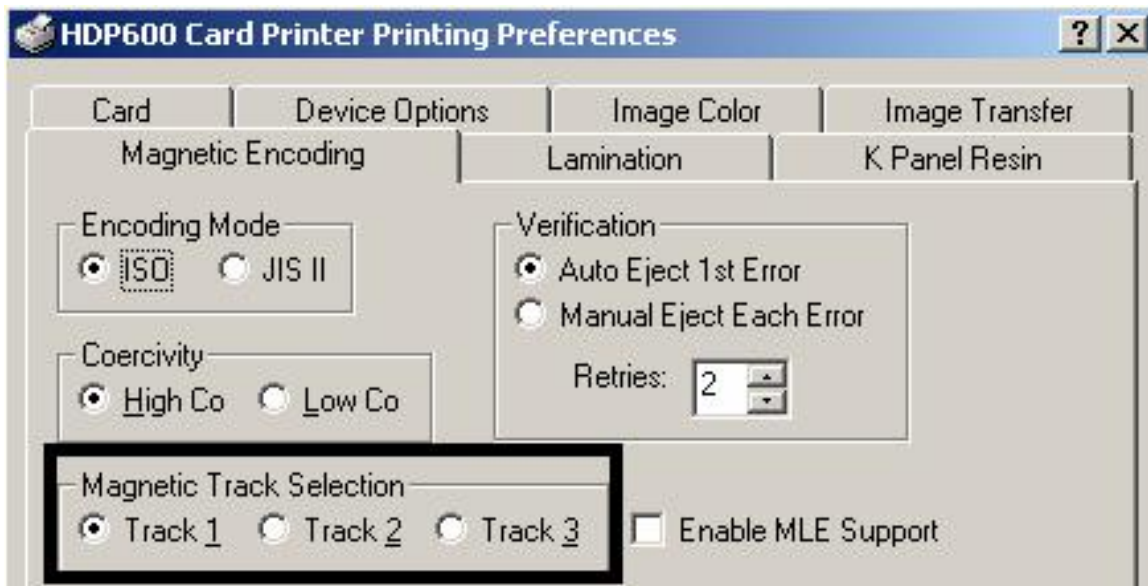 HDP600 Card Printer Printing Preferences
Card Device Options Image Color Image Transfer
Magnetic Encoding Lamination K Panel Resin
Encoding Mode
ISO JIS II
Verification
Auto Eject 1st Error
Manual Eject Each Error
Retries: 2
Coercivity
High Co Low Co
Magnetic Track Selection
Track 1 Track 2 Track 3
Enable MLE Support